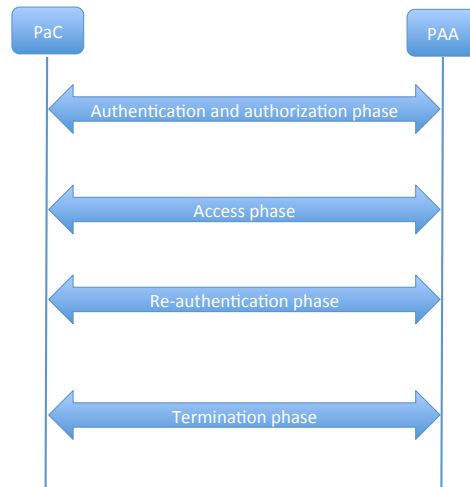 PaC
PAA
Authentication and authorization phase
Access phase
Re-authentication phase
Termination phase